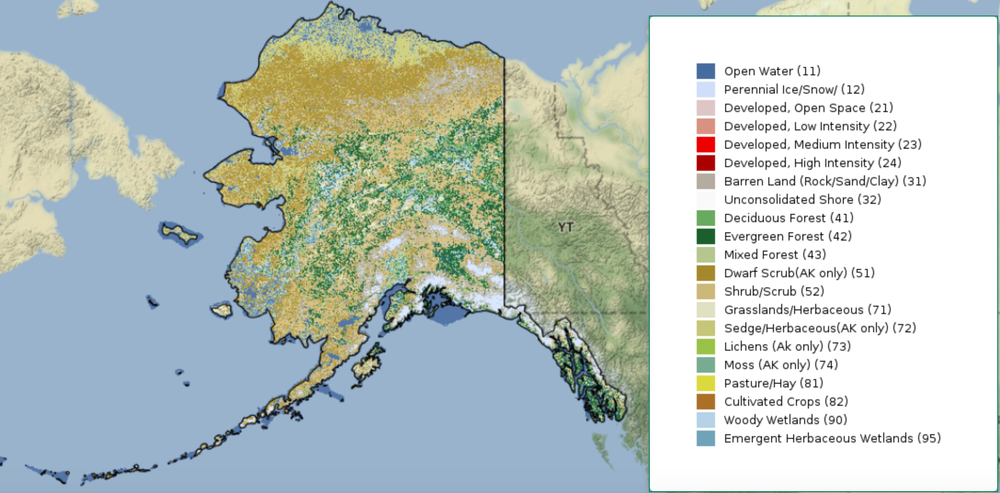 YT
Open Water (11)
Perennial Ice/Snow/ (12)
Developed, Open Space (21)
Developed, Low Intensity (22)
Developed, Medium Intensity (23)
Developed, High Intensity (24)
Barren Land (Rock/Sand/Clay) (31)
Unconsolidated Shore (32)
Deciduous Forest (41)
Evergreen Forest (42)
Mixed Forest (43)
Dwarf Scrub(AK only) (51)
Shrub/Scrub (52)
Grasslands/Herbaceous (71)
Sedge/Herbaceous(AK only) (72)
Lichens (Ak only) (73)
Moss (AK only) (74)
Pasture/Hay (81)
Cultivated Crops (82)
Woody Wetlands (90)
Emergent Herbaceous Wetlands (95)